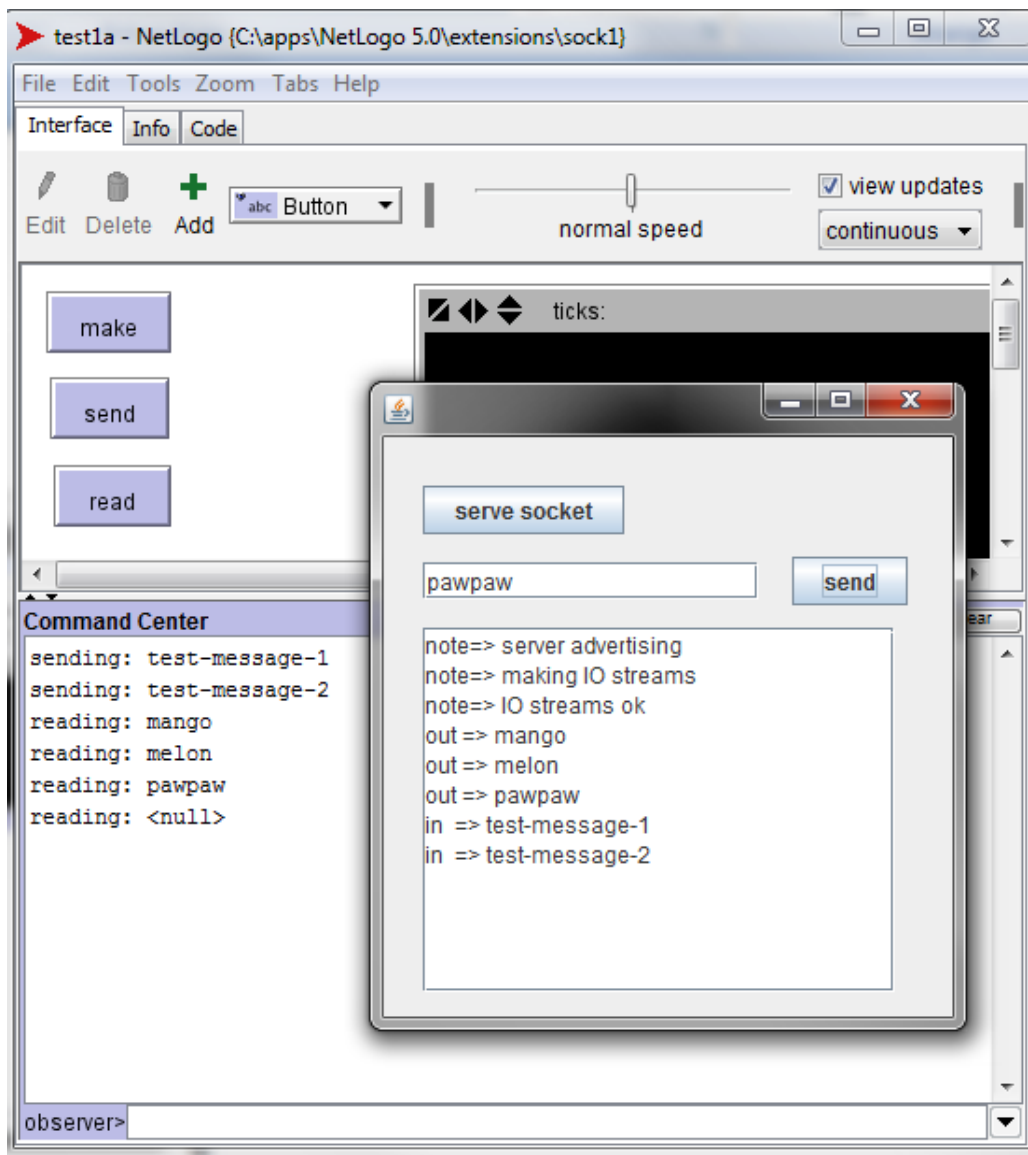 test1a - NetLogo {C:\apps\NetLogo 5.0\extensions\sock1}
File Edit Tools Zoom Tabs Help
Interface Info Code
Edit Delete Add abc Button normal speed view updates
continuous
make
ticks:
send
read
serve socket
pawpaw send
note=> server advertising
note=> making IO streams
note=> IO streams ok
out => mango
out => melon
out => pawpaw
in => test-message-1
in => test-message-2
Command Center
sending: test-message-1
sending: test-message-2
reading: mango
reading: melon
reading: pawpaw
reading: <null>
observer>